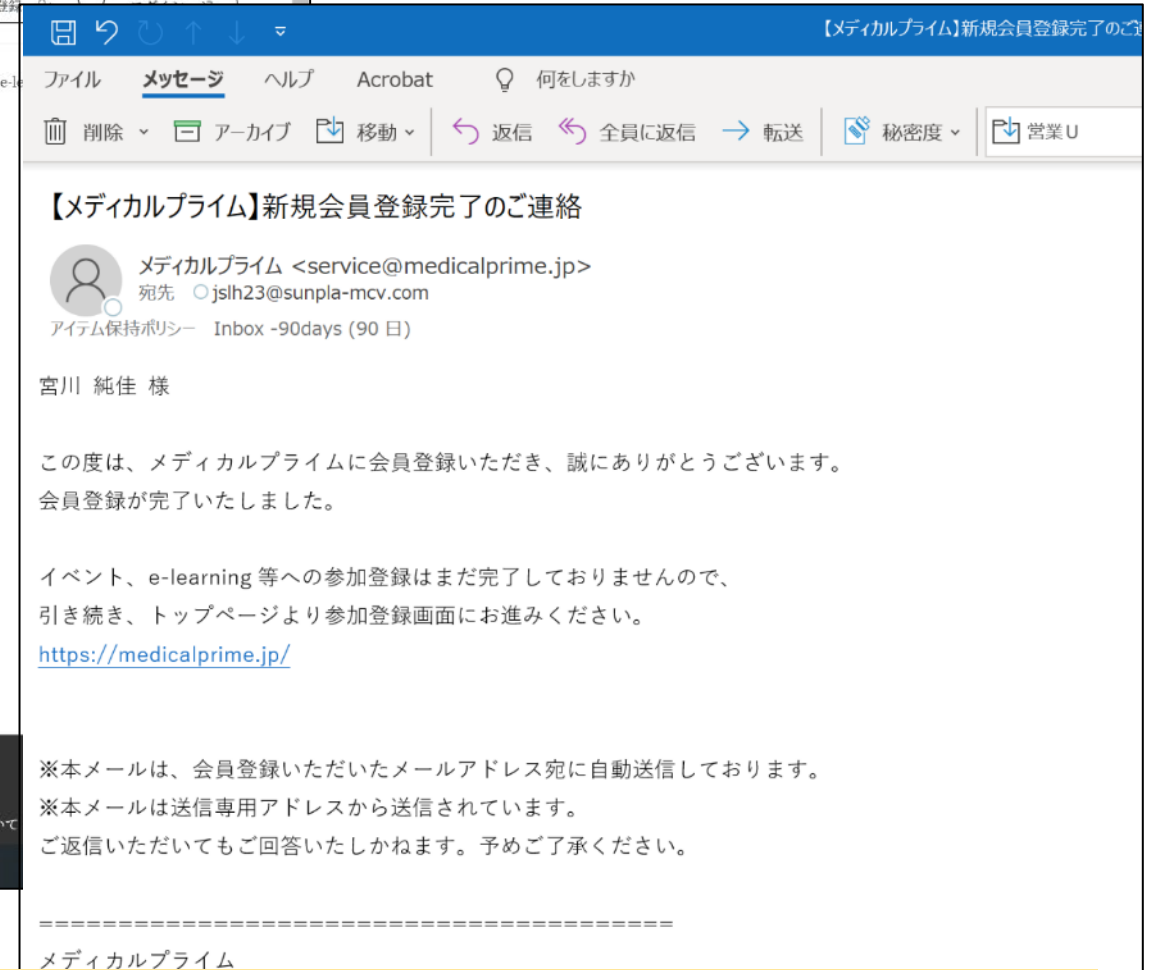 【メディカルプライム】新規会員登録完了のご連
ファイル メッセージ ヘルプ Acrobat 何をしますか
削除 アーカイブ 移動 返信 全員に返信 転送 秘密度 営業U
【メディカルプライム】新規会員登録完了のご連絡
メディカルプライム <service@medicalprime.jp>
宛先 jslh23@sunpla-mcv.com
アイテム保持ポリシー Inbox -90days (90 日)
宮川 純佳 様
この度は、メディカルプライムに会員登録いただき、誠にありがとうございます。
会員登録が完了いたしました。
イベント、e-learning 等への参加登録はまだ完了しておりませんので、
引き続き、トップページより参加登録画面にお進みください。
https://medicalprime.jp/
※本メールは、会員登録いただいたメールアドレス宛に自動送信しております。
※本メールは送信専用アドレスから送信されています。
ご返信いただいてもご回答いたしかねます。予めご了承ください。
=======================================
メディカルプライム